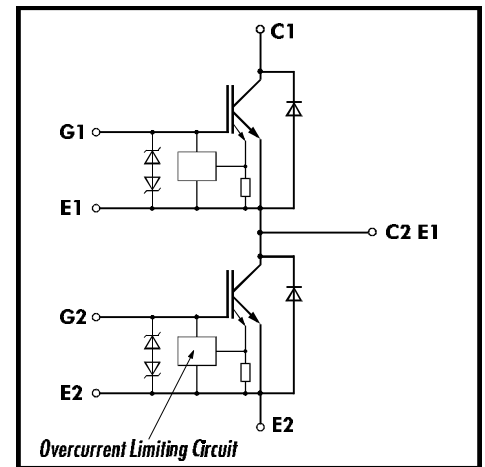 C1
G1
E1
C2 E1
G2
E2
E2
Overcurrent Limiting Circuit